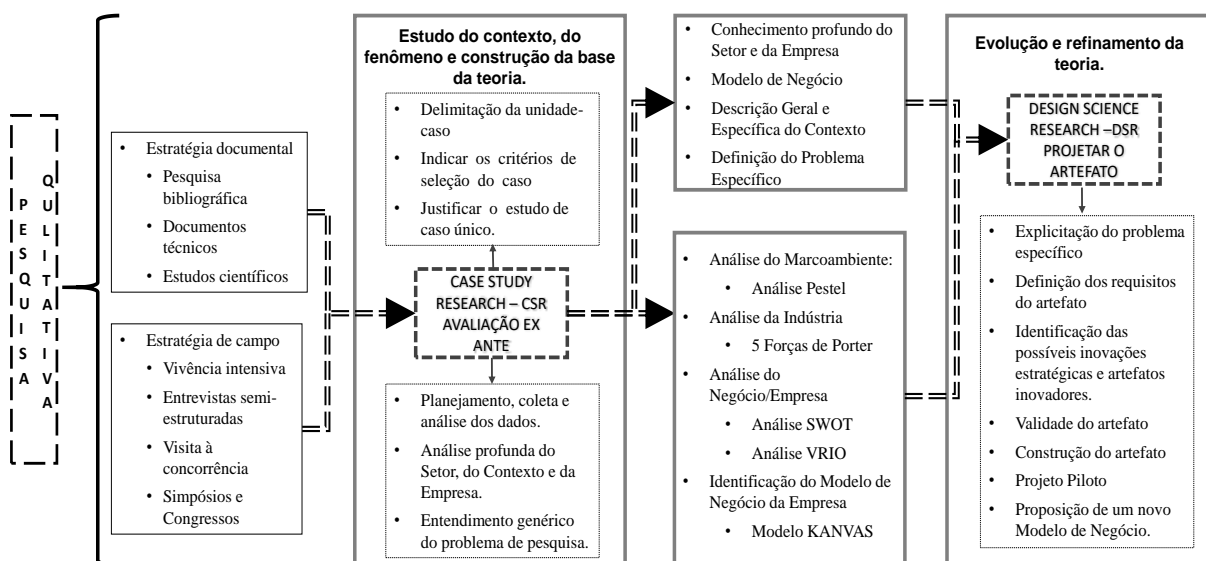 PESQUISA
QULITATIVA
• Estratégia documental
• Pesquisa
bibliográfica
• Documentos
técnicos
• Estudos científicos
• Estratégia de campo
• Vivência intensiva
• Entrevistas semi-
estruturadas
• Visita à
concorrência
• Simpósios e
Congressos
Estudo do contexto, do
fenômeno e construção da base
da teoria.
• Delimitação da unidade-
caso
• Indicar os critérios de
seleção do caso
• Justificar o estudo de
caso único.
CASE STUDY
RESEARCH – CSR
AVALIAÇÃO EX
ANTE
• Planejamento, coleta e
análise dos dados.
• Análise profunda do
Setor, do Contexto e da
Empresa.
• Entendimento genérico
do problema de pesquisa.
• Conhecimento profundo do
Setor e da Empresa
• Modelo de Negócio
• Descrição Geral e
Específica do Contexto
• Definição do Problema
Específico
• Análise do Marcoambiente:
• Análise Pestel
• Análise da Indústria
• 5 Forças de Porter
• Análise do
Negócio/Empresa
• Análise SWOT
• Análise VRIO
• Identificação do Modelo de
Negócio da Empresa
• Modelo KANVAS
Evolução e refinamento da
teoria.
DESIGN SCIENCE
RESEARCH –DSR
PROJETAR O
ARTEFATO
• Explicitação do problema
específico
• Definição dos requisitos
do artefato
• Identificação das
possíveis inovações
estratégicas e artefatos
inovadores.
• Validade do artefato
• Construção do artefato
• Projeto Piloto
• Proposição de um novo
Modelo de Negócio.